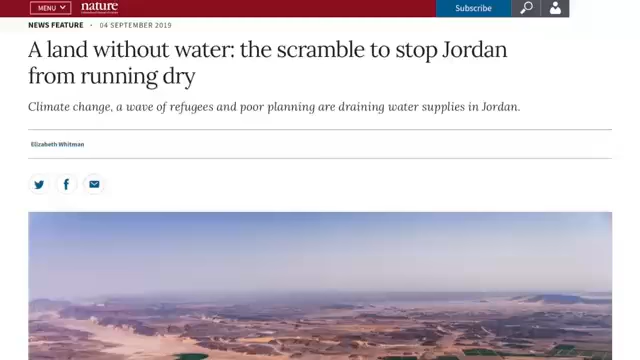 MENU
nature
Subscribe
NEWS FEATURE · 04 SEPTEMBER 2019
A land without water: the scramble to stop Jordan
from running dry
Climate change, a wave of refugees and poor planning are draining water supplies in Jordan.
Elizabeth Whitman
f